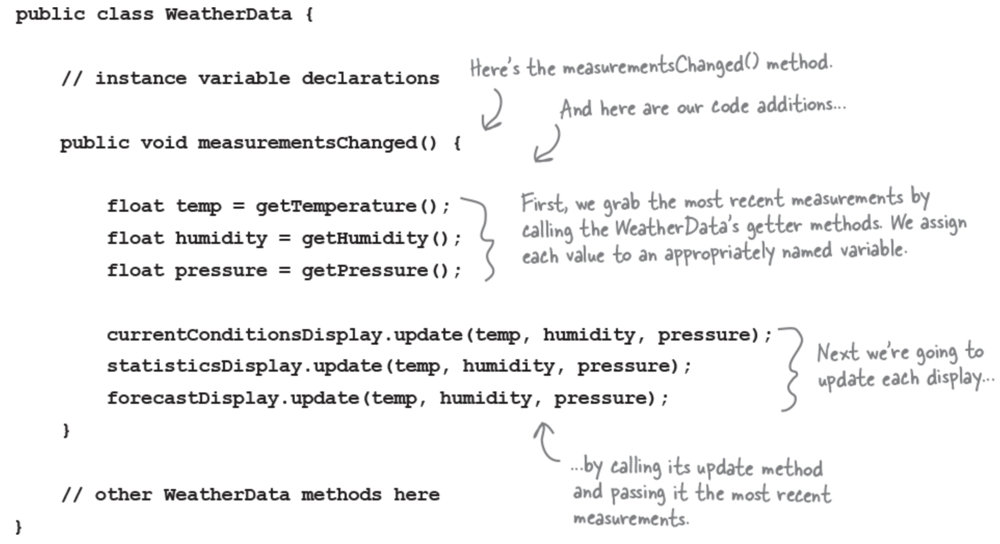 public class WeatherData {
// instance variable declarations
Here's the measurementsChanged() method.
And here are our code additions...
public void measurementsChanged() {
float temp = getTemperature();
float humidity = getHumidity();
float pressure = getPressure();
First, we grab the most recent measurements by
calling the WeatherData's getter methods. We assign
each value to an appropriately named variable.
currentConditionsDisplay.update(temp, humidity, pressure);
statisticsDisplay.update(temp, humidity, pressure);
forecastDisplay.update(temp, humidity, pressure);
Next we're going to
update each display...
}
...by calling its update method
and passing it the most recent
measurements.
// other WeatherData methods here
}